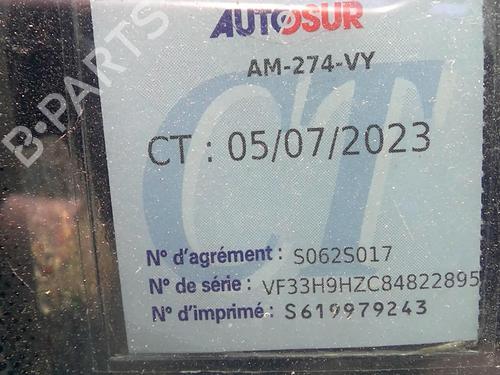 AUTOSUR
AM-274-VY
CT
CT : 05/07/2023
N° d'agrément : S062S017
N° de série : VF33H9HZC84822895
N° d'imprimé : S619979243
B-PARTS